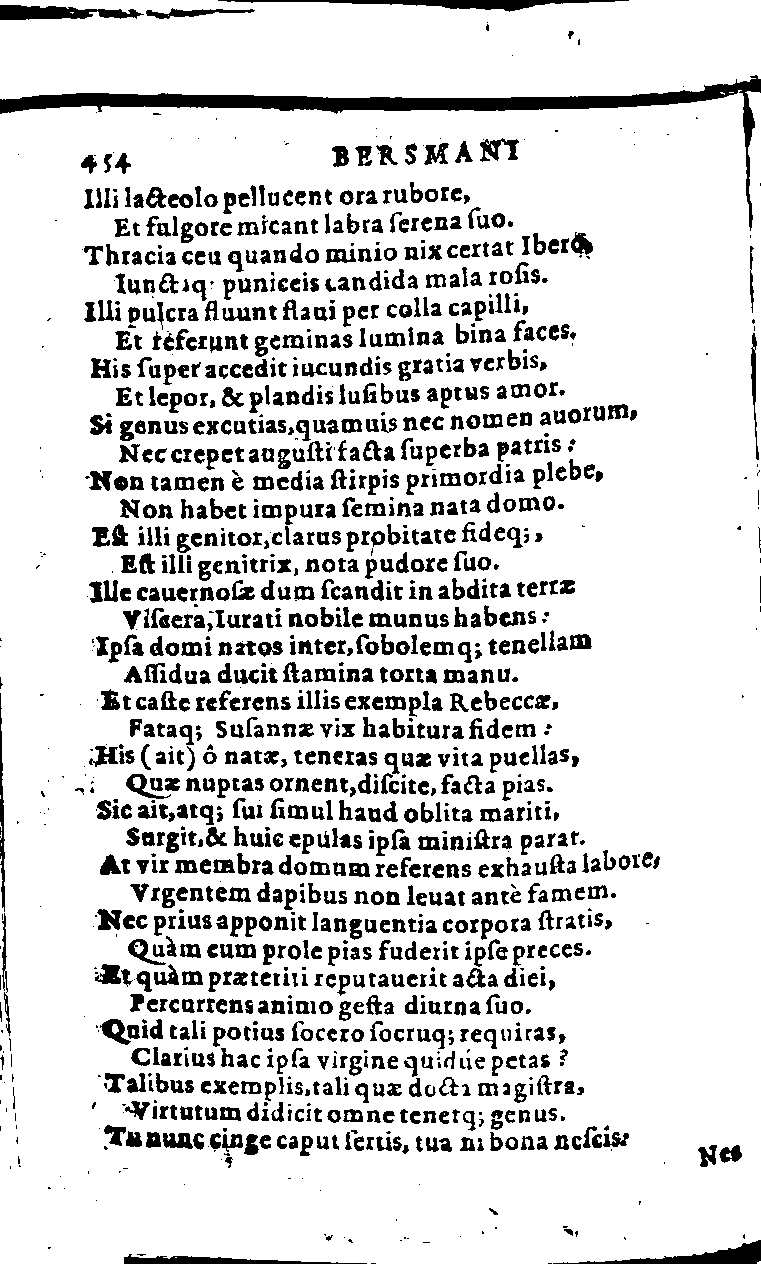 454 BERSMANI
Illi lacteolo pellucent ora rubore,
Et fulgore micant labra ſerena ſuo.
Thracia ceu quando minio nix certat Ibero,
Iunctaq; puniceis candida mala roſis.
Illi pulcra fluunt flaui per colla capilli,
Et referunt geminas lumina bina faces.
His ſuper accedit iucundis gratia verbis,
Et lepor, & plandis luſibus aptus amor.
Si genus excutias, quamuis nec nomen auorum,
Nec crepet auguſti facta ſuperba patris:
Non tamen è media ſtirpis primordia plebe,
Non habet impura ſemina nata domo.
Eſt illi genitor, clarus probitate fideq;,
Eſt illi genitrix, nota pudore ſuo.
Ille cauernoſæ dum ſcandit in abdita terræ
Viſcera, Iurati nobile munus habens:
Ipſa domi natos inter, ſobolemq; tenellam
Aſſidua ducit ſtamina torta manu.
Et caſte referens illis exempla Rebeccæ,
Fataq; Suſannæ vix habitura fidem:
His (ait) ô natæ, teneras quæ vita puellas,
Quæ nuptas ornent, diſcite, facta pias.
Sic ait, atq; ſui ſimul haud oblita mariti,
Surgit, & huic epulas ipſa miniſtra parat.
At vir membra domum referens exhauſta labore,
Vrgentem dapibus non leuat antè famem.
Nec prius apponit languentia corpora ſtratis,
Quàm cum prole pias fuderit ipſe preces.
Et quàm præteriti reputauerit acta diei,
Percurrens animo geſta diurna ſuo.
Quid tali potius ſocero ſocruq; requiras,
Clarius hac ipſa virgine quidúe petas?
Talibus exemplis, tali quæ docta magiſtra,
Virtutum didicit omne tenetq; genus.
Tu nunc cinge caput ſertis, tua ni bona neſcis:
Nec